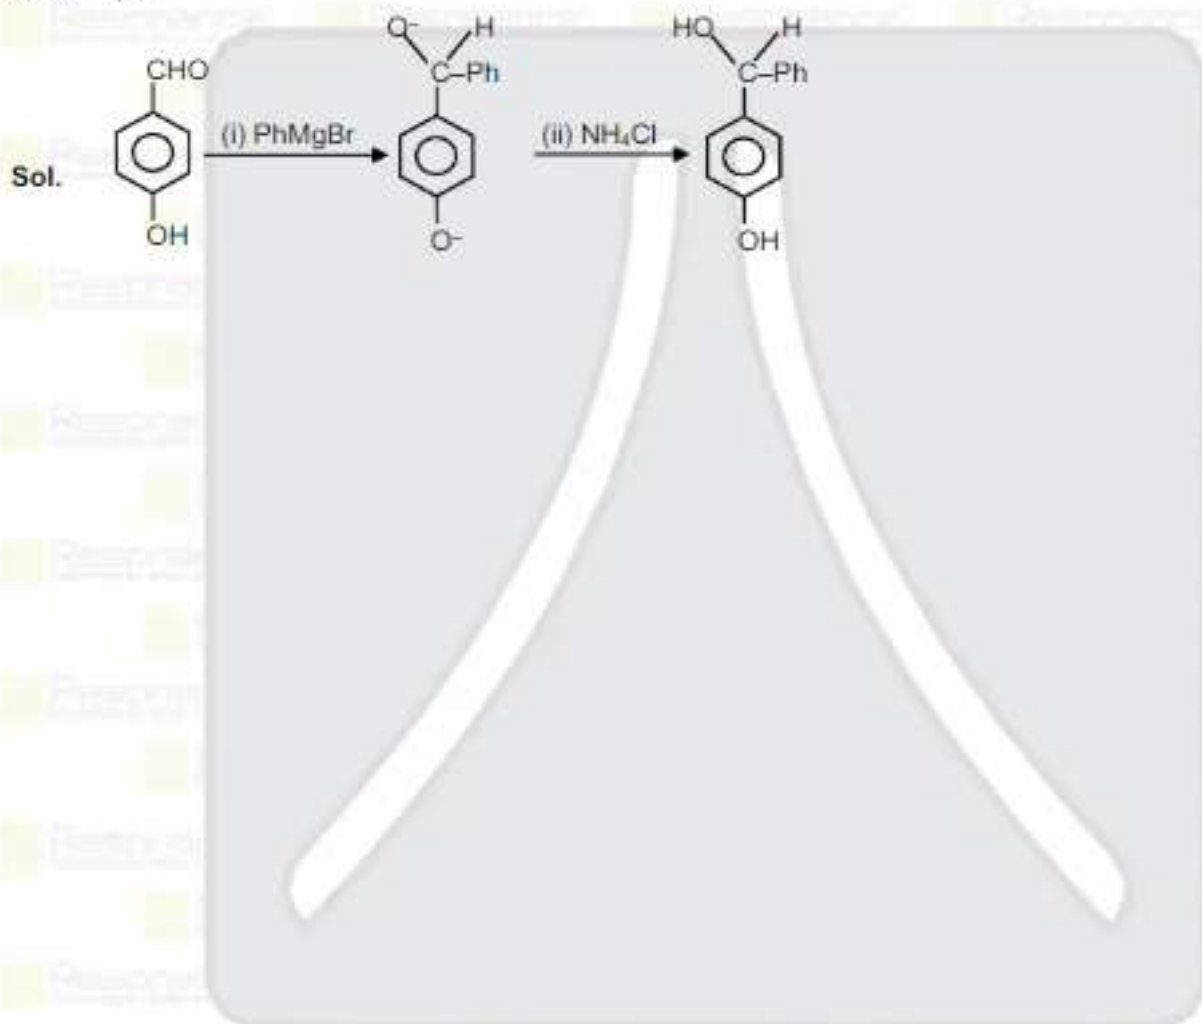 O⁻ H HO H
CHO C–Ph C–Ph
(i) PhMgBr (ii) NH₄Cl
Sol.
OH O⁻ OH